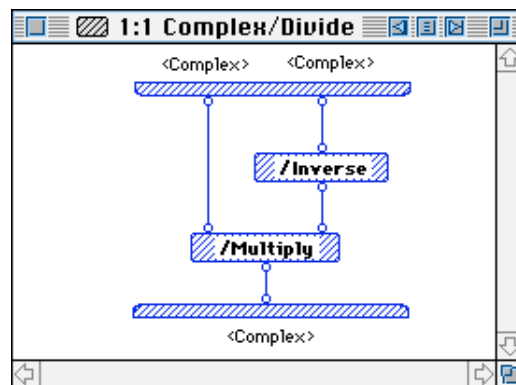 1:1 Complex/Divide
<Complex> <Complex>
/Inverse
/Multiply
<Complex>